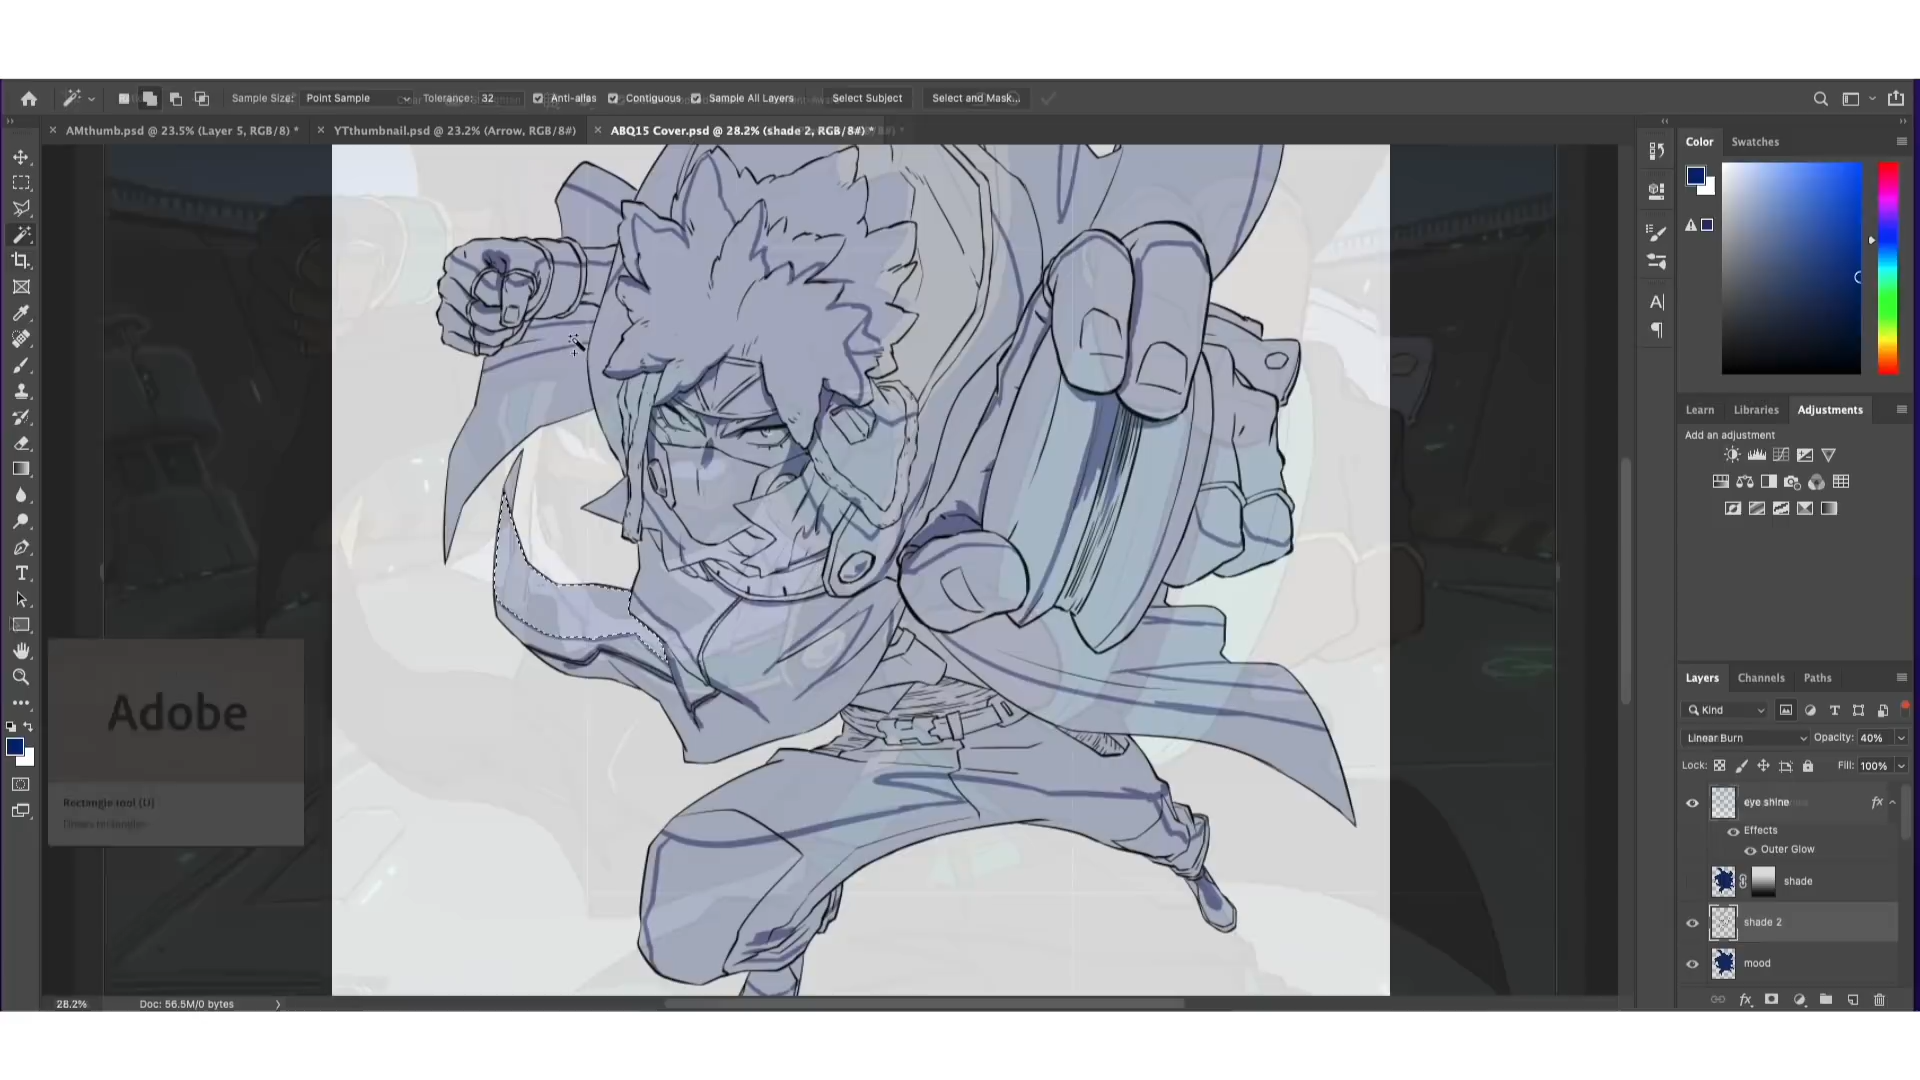 Sample Size: Point Sample Tolerance: 32 Anti-alias Contiguous Sample All Layers Select Subject Select and Mask...
AMthumb.psd @ 23.5% (Layer 5, RGB/8) * YTthumbnail.psd @ 23.2% (Arrow, RGB/8#) ABQ15 Cover.psd @ 28.2% (shade 2, RGB/8#) *
Color Swatches
Learn Libraries Adjustments
Add an adjustment
Adobe
Rectangle tool (U)
Draws rectangles
Layers Channels Paths
Kind
Linear Burn Opacity: 40%
Lock: Fill: 100%
eye shine fx
Effects
Outer Glow
shade
shade 2
mood
28.2% Doc: 56.5M/0 bytes